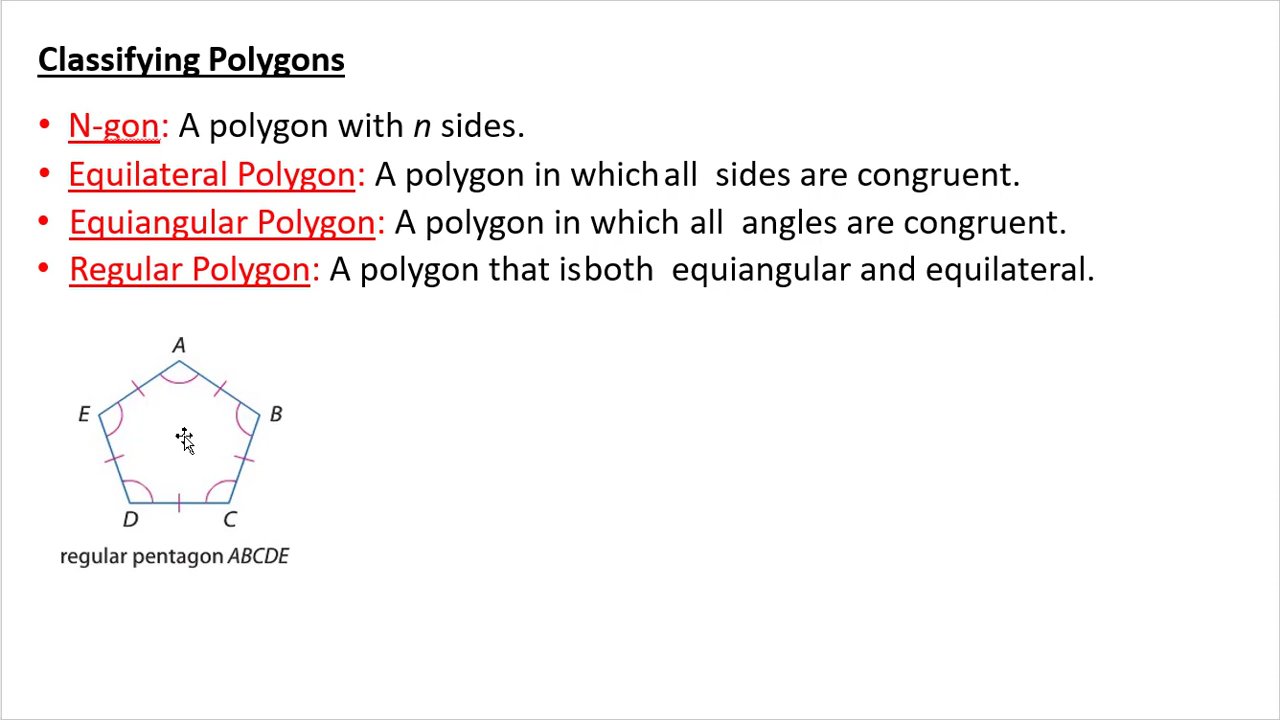 Classifying Polygons
• N-gon: A polygon with n sides.
• Equilateral Polygon: A polygon in which all sides are congruent.
• Equiangular Polygon: A polygon in which all angles are congruent.
• Regular Polygon: A polygon that is both equiangular and equilateral.
A
E
B
D
C
regular pentagon ABCDE